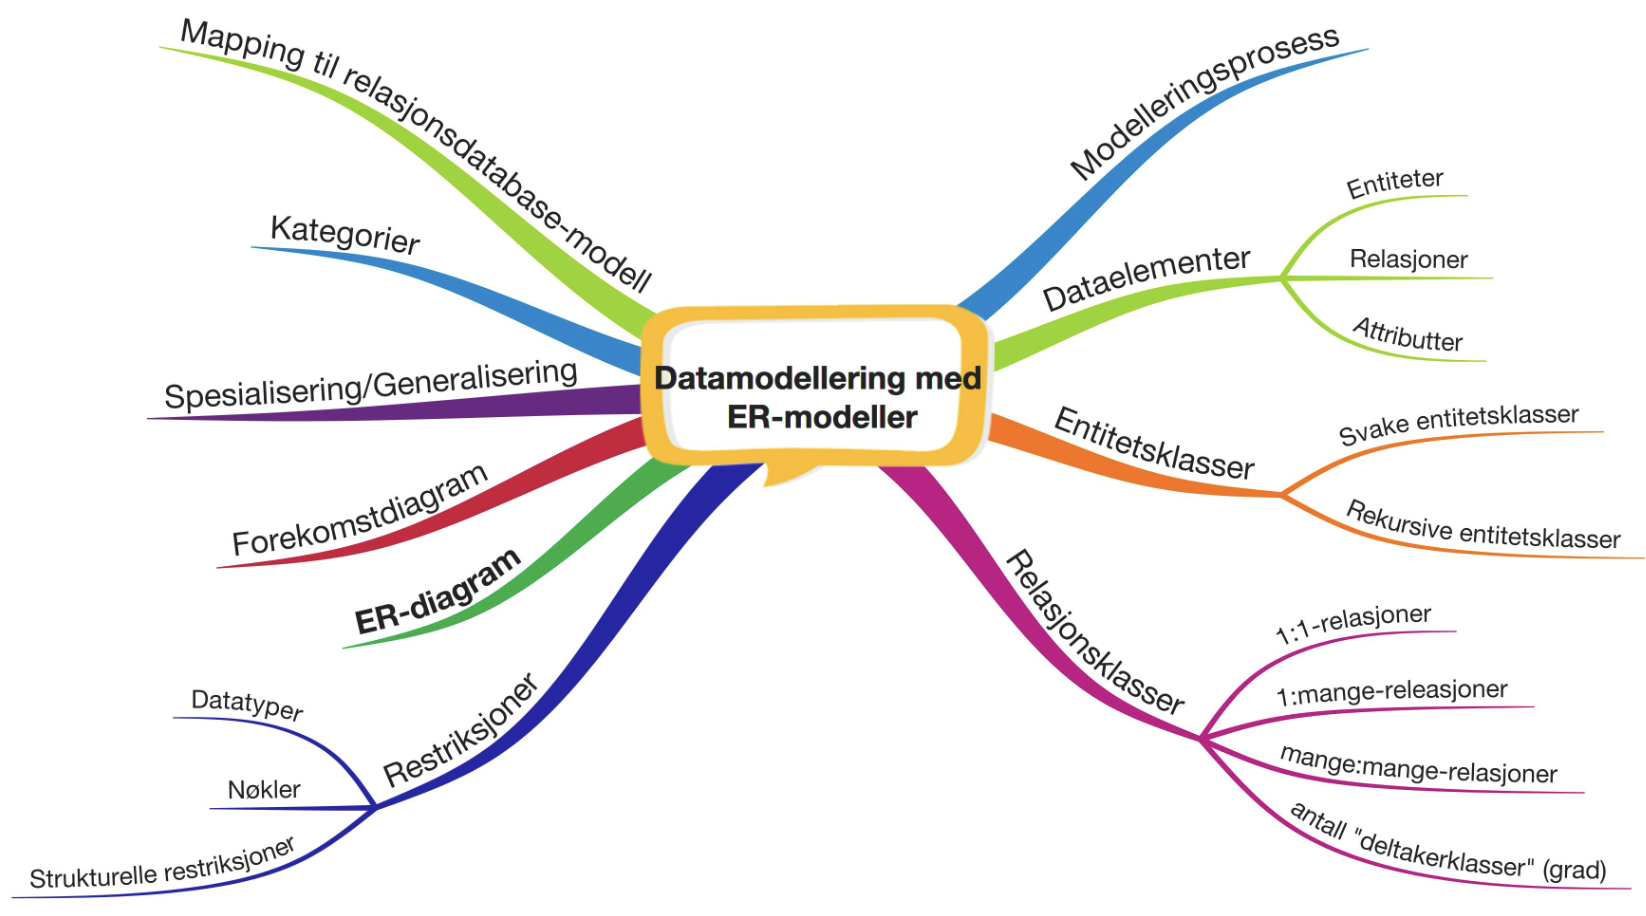 Datamodellering med
ER-modeller
Modelleringsprosess
Dataelementer
Entiteter
Relasjoner
Attributter
Entitetsklasser
Svake entitetsklasser
Rekursive entitetsklasser
Relasjonsklasser
1:1-relasjoner
1:mange-releasjoner
mange:mange-relasjoner
antall "deltakerklasser" (grad)
Restriksjoner
Datatyper
Nøkler
Strukturelle restriksjoner
ER-diagram
Forekomstdiagram
Spesialisering/Generalisering
Kategorier
Mapping til relasjonsdatabase-modell